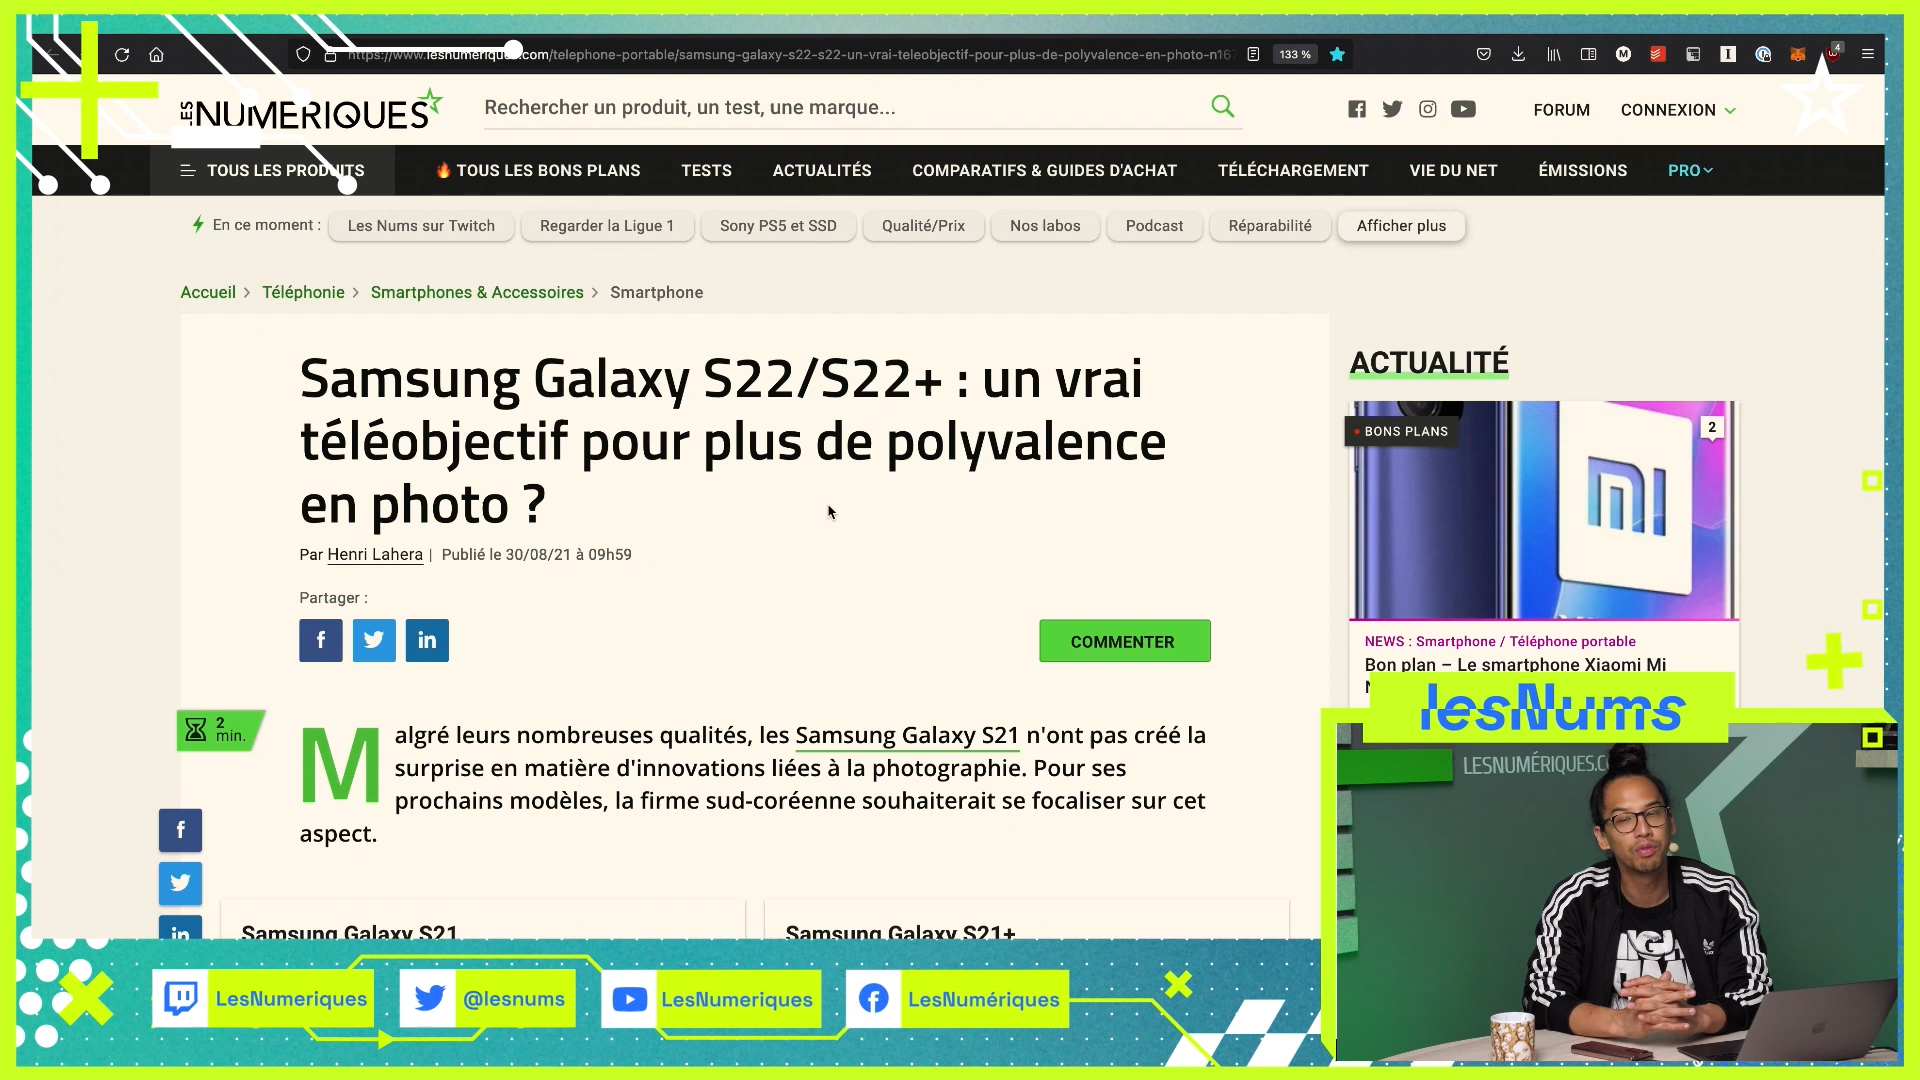 https://www.lesnumeriques.com/telephone-portable/samsung-galaxy-s22-s22-un-vrai-teleobjectif-pour-plus-de-polyvalence-en-photo-n167
133 %
4
LES NUMERIQUES
Rechercher un produit, un test, une marque...
FORUM
CONNEXION
TOUS LES PRODUITS
TOUS LES BONS PLANS
TESTS
ACTUALITÉS
COMPARATIFS & GUIDES D'ACHAT
TÉLÉCHARGEMENT
VIE DU NET
ÉMISSIONS
PRO
En ce moment :
Les Nums sur Twitch
Regarder la Ligue 1
Sony PS5 et SSD
Qualité/Prix
Nos labos
Podcast
Réparabilité
Afficher plus
Accueil > Téléphonie > Smartphones & Accessoires > Smartphone
Samsung Galaxy S22/S22+ : un vrai
téléobjectif pour plus de polyvalence
en photo ?
Par Henri Lahera | Publié le 30/08/21 à 09h59
Partager :
COMMENTER
2
min.
Malgré leurs nombreuses qualités, les Samsung Galaxy S21 n'ont pas créé la
surprise en matière d'innovations liées à la photographie. Pour ses
prochains modèles, la firme sud-coréenne souhaiterait se focaliser sur cet
aspect.
Samsung Galaxy S21
Samsung Galaxy S21+
ACTUALITÉ
BONS PLANS
2
NEWS : Smartphone / Téléphone portable
Bon plan – Le smartphone Xiaomi Mi
lesNums
LESNUMÉRIQUES.C
LesNumeriques
@lesnums
LesNumeriques
LesNumériques